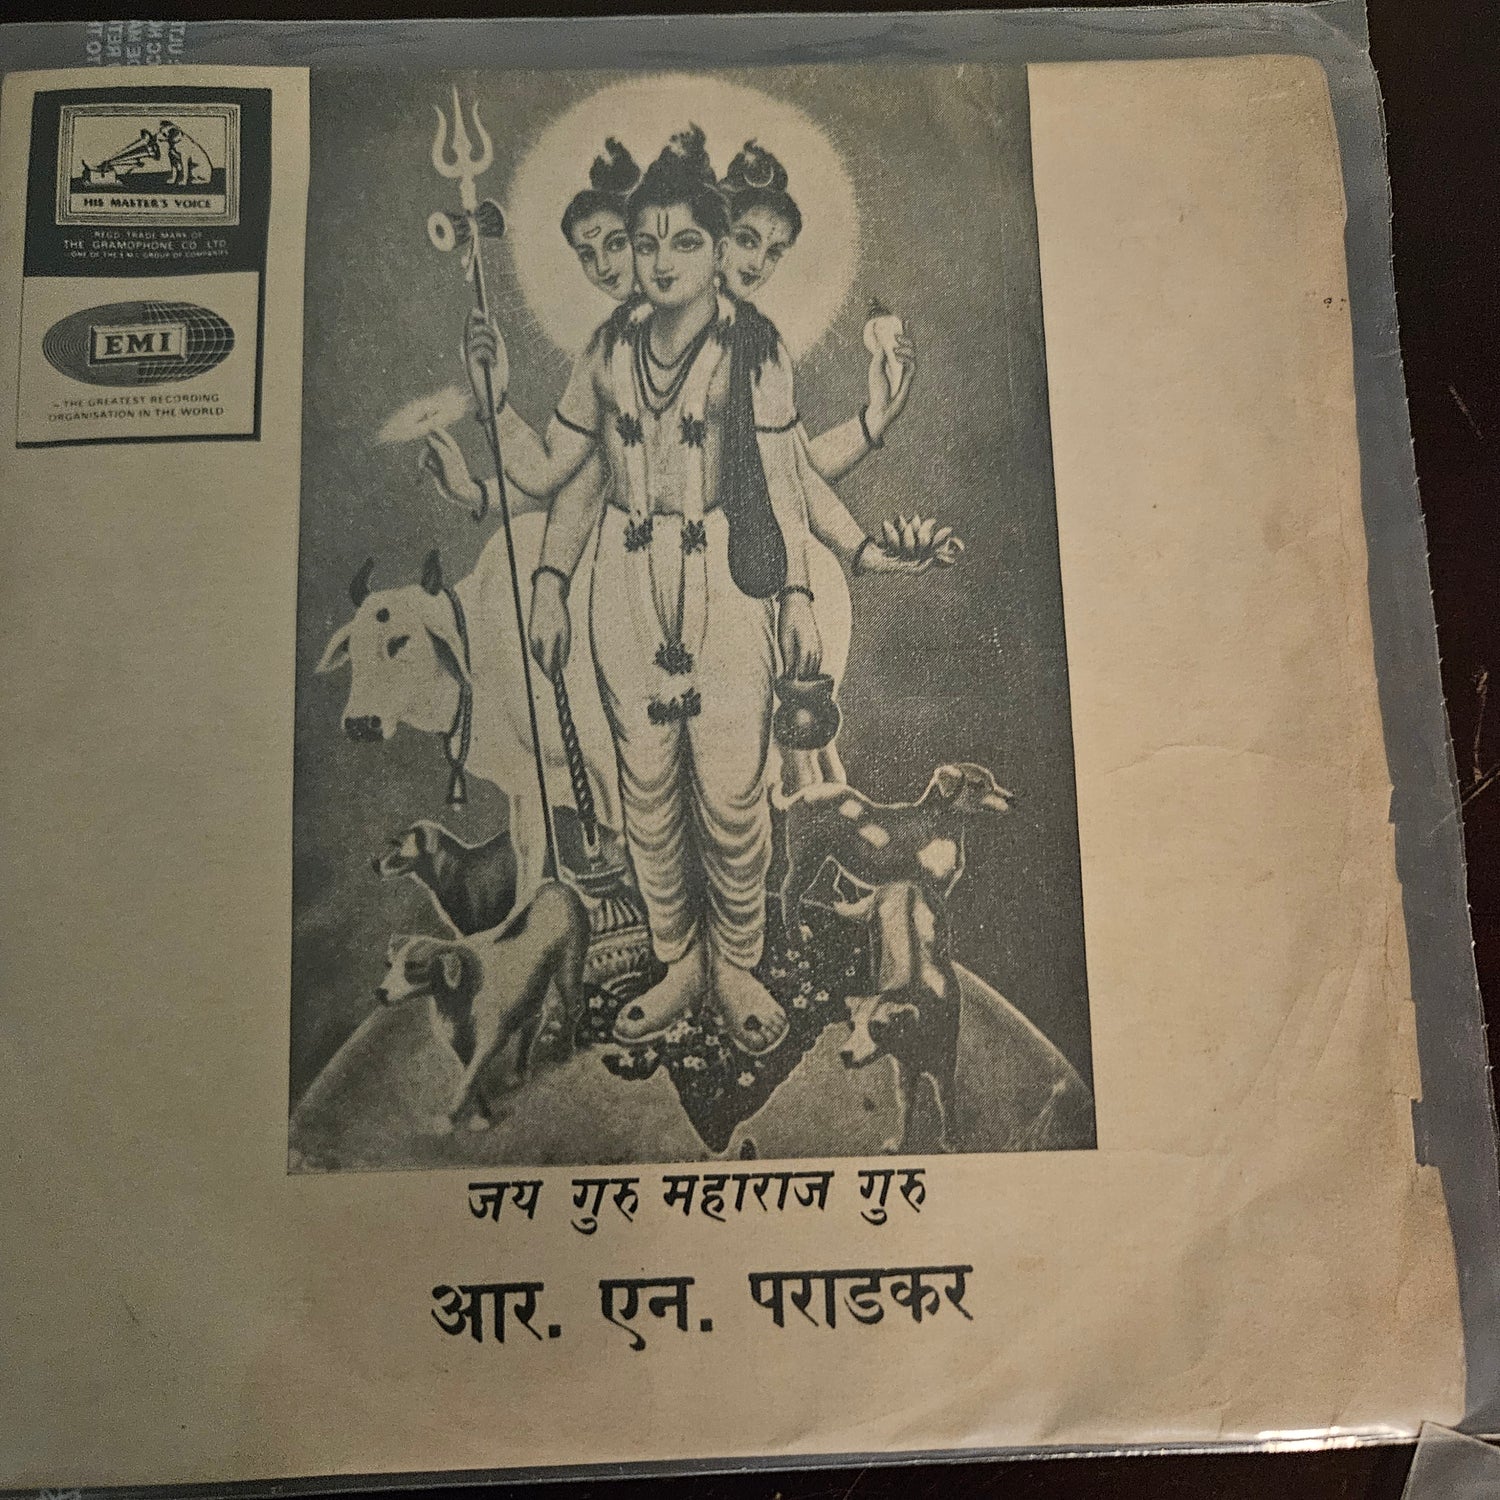 HIS MASTER'S VOICE
REGD. TRADE MARK OF
THE GRAMOPHONE CO. LTD.
ONE OF THE E.M.I. GROUP OF COMPANIES
EMI
THE GREATEST RECORDING
ORGANISATION IN THE WORLD
जय गुरु महाराज गुरु
आर. एन. पराडकर